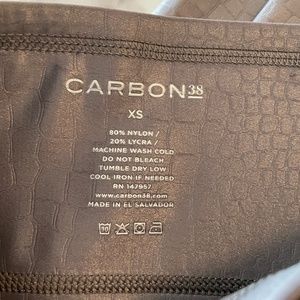 CARBON38
XS
80% NYLON /
20% LYCRA /
MACHINE WASH COLD
DO NOT BLEACH
TUMBLE DRY LOW
COOL IRON IF NEEDED
RN 147957
www.carbon38.com
MADE IN EL SALVADOR